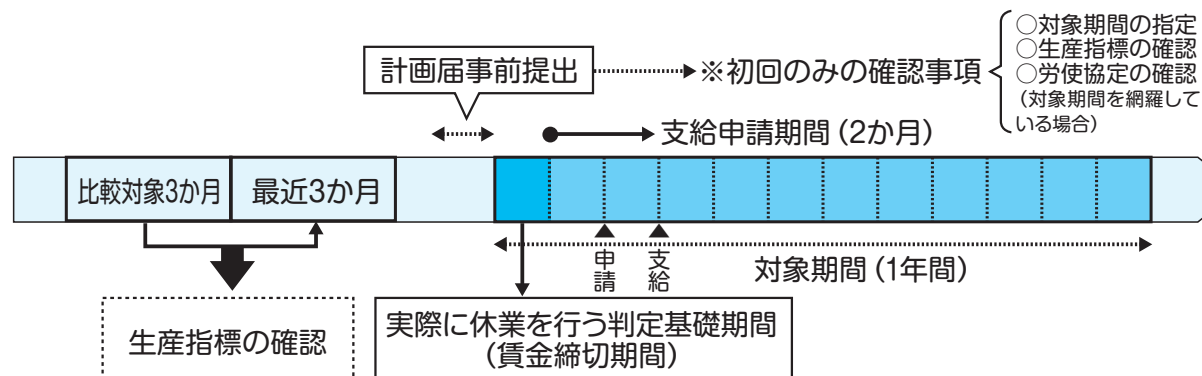 計画届事前提出
※初回のみの確認事項
○対象期間の指定
○生産指標の確認
○労使協定の確認
（対象期間を網羅して
いる場合）
支給申請期間（2か月）
比較対象3か月
最近3か月
申請
支給
対象期間（1年間）
生産指標の確認
実際に休業を行う判定基礎期間
（賃金締切期間）